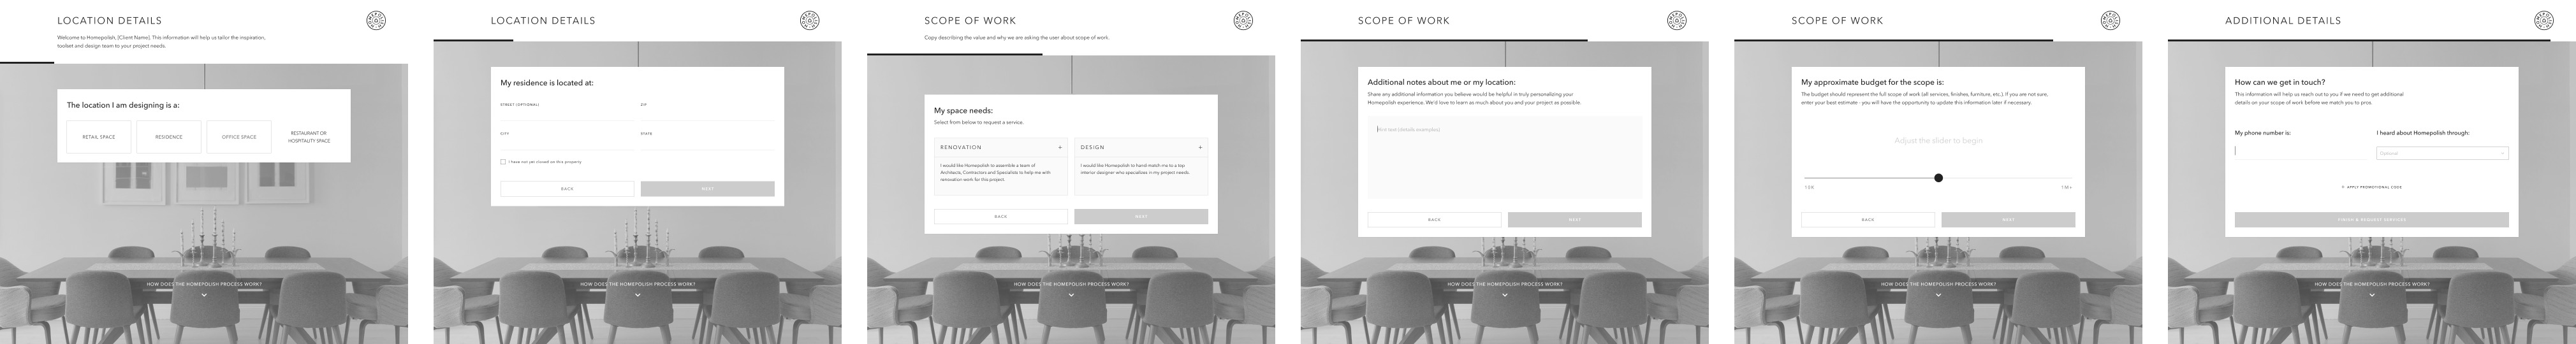 LOCATION DETAILS
Welcome to Homepolish, [Client Name]. This information will help us tailor the inspiration,
toolset and design team to your project needs.
The location I am designing is a:
RETAIL SPACE
RESIDENCE
OFFICE SPACE
RESTAURANT OR
HOSPITALITY SPACE
HOW DOES THE HOMEPOLISH PROCESS WORK?
LOCATION DETAILS
My residence is located at:
STREET (OPTIONAL)
ZIP
CITY
STATE
I have not yet closed on this property
BACK
NEXT
HOW DOES THE HOMEPOLISH PROCESS WORK?
SCOPE OF WORK
Copy describing the value and why we are asking the user about scope of work.
My space needs:
Select from below to request a service.
RENOVATION +
I would like Homepolish to assemble a team of
Architects, Contractors and Specialists to help me with
renovation work for this project.
DESIGN +
I would like Homepolish to hand-match me to a top
interior designer who specializes in my project needs.
BACK
NEXT
HOW DOES THE HOMEPOLISH PROCESS WORK?
SCOPE OF WORK
Additional notes about me or my location:
Share any additional information you believe would be helpful in truly personalizing your
Homepolish experience. We'd love to learn as much about you and your project as possible.
BACK
NEXT
HOW DOES THE HOMEPOLISH PROCESS WORK?
SCOPE OF WORK
My approximate budget for the scope is:
The budget should represent the full scope of work (all services, finishes, furniture, etc.). If you are not sure,
enter your best estimate - you will have the opportunity to update this information later if necessary.
Adjust the slider to begin
15K
1M+
BACK
NEXT
HOW DOES THE HOMEPOLISH PROCESS WORK?
ADDITIONAL DETAILS
How can we get in touch?
This information will help us reach out to you if we need to get additional
details on your scope of work before we match you to pros.
My phone number is:
I heard about Homepolish through:
Optional
+ APPLY PROMOTIONAL CODE
FINISH & REQUEST SERVICES
HOW DOES THE HOMEPOLISH PROCESS WORK?